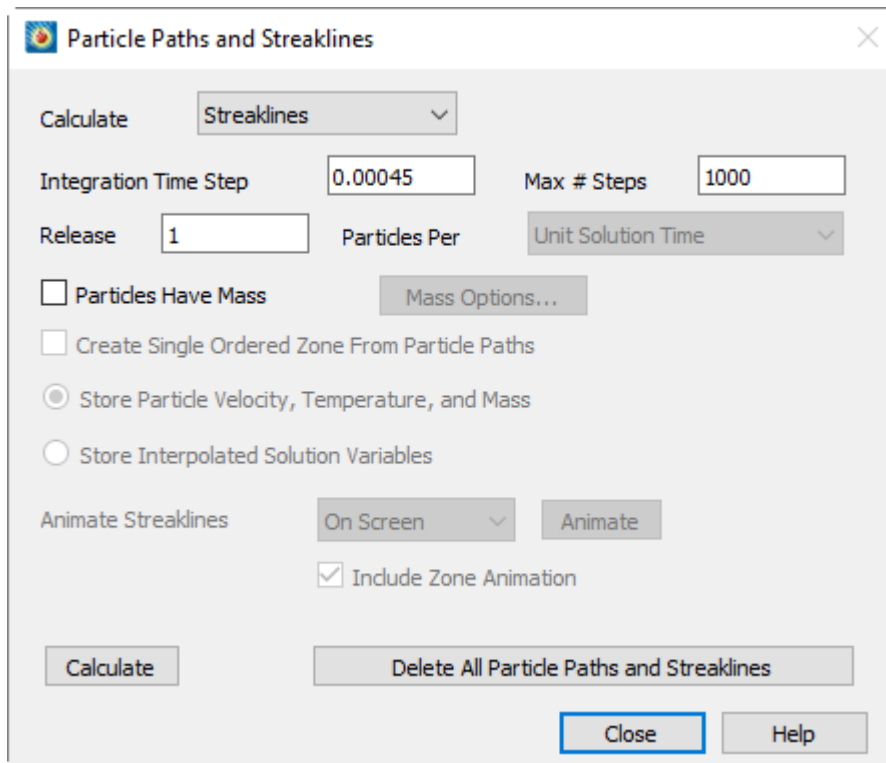 Particle Paths and Streaklines
Calculate Streaklines
Integration Time Step 0.00045 Max # Steps 1000
Release 1 Particles Per Unit Solution Time
Particles Have Mass Mass Options...
Create Single Ordered Zone From Particle Paths
Store Particle Velocity, Temperature, and Mass
Store Interpolated Solution Variables
Animate Streaklines On Screen Animate
Include Zone Animation
Calculate Delete All Particle Paths and Streaklines
Close Help